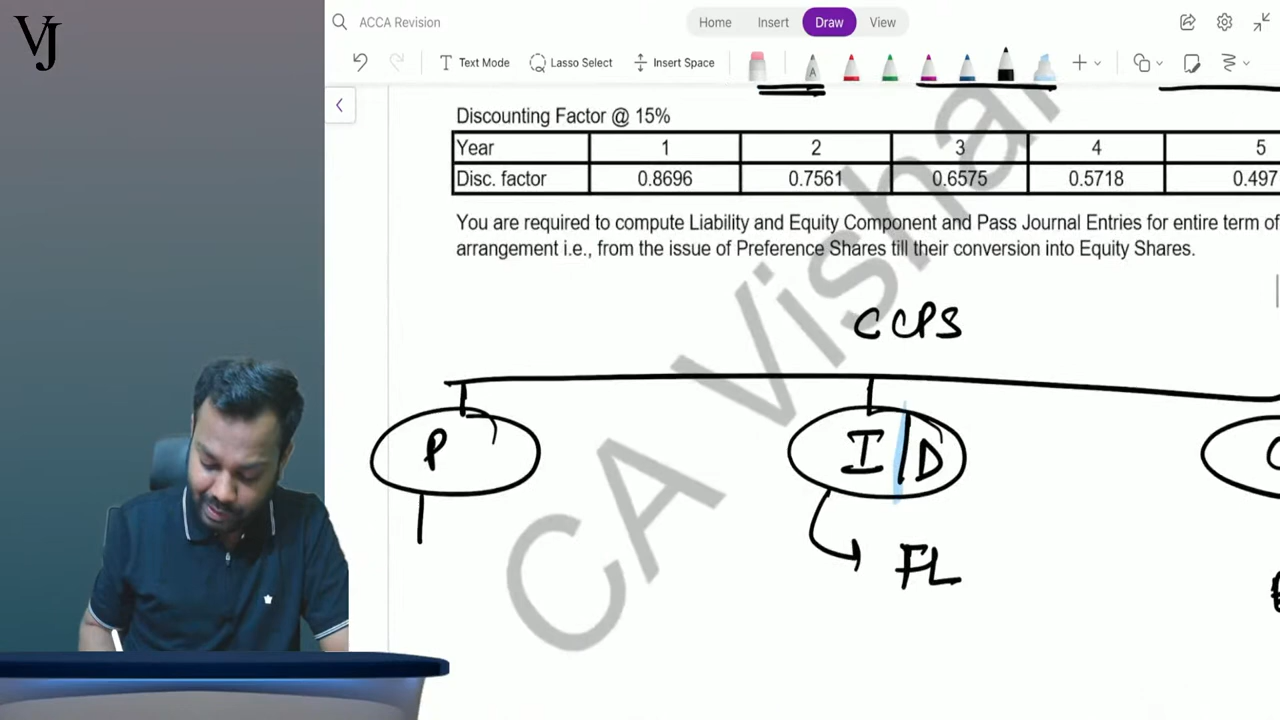 VJ
ACCA Revision
Home Insert Draw View
Text Mode Lasso Select Insert Space
Discounting Factor @ 15%
Year 1 2 3 4 5
Disc. factor 0.8696 0.7561 0.6575 0.5718 0.497
You are required to compute Liability and Equity Component and Pass Journal Entries for entire term of
arrangement i.e., from the issue of Preference Shares till their conversion into Equity Shares.
CA Vishal
CCPS
P I/D
FL